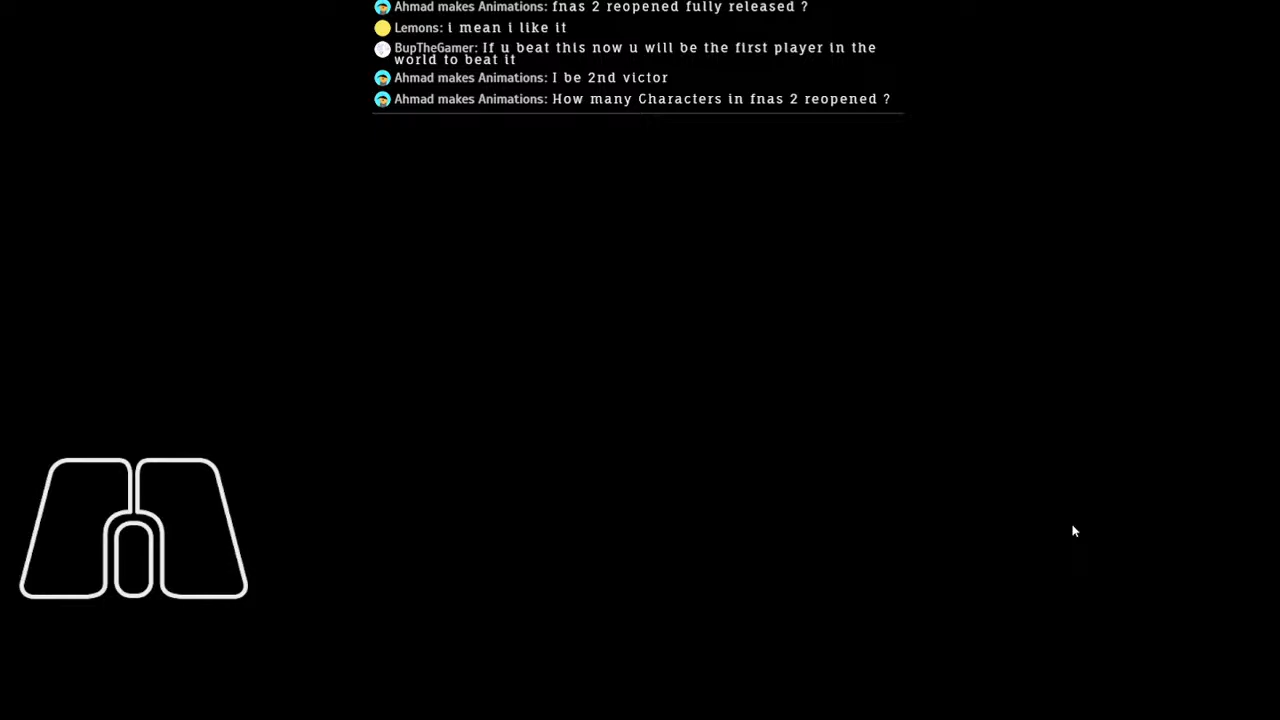 Ahmad makes Animations: fnas 2 reopened fully released ?
Lemons: i mean i like it
BupTheGamer: If u beat this now u will be the first player in the
world to beat it
Ahmad makes Animations: I be 2nd victor
Ahmad makes Animations: How many Characters in fnas 2 reopened ?